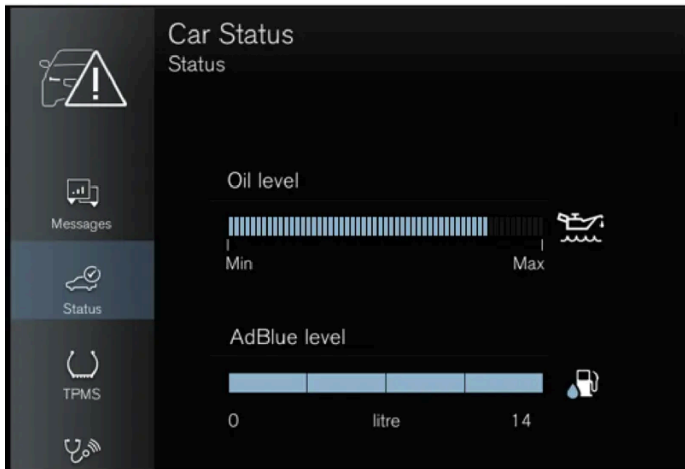 Car Status
Status
Messages
Status
TPMS
Oil level
Min Max
AdBlue level
0 litre 14